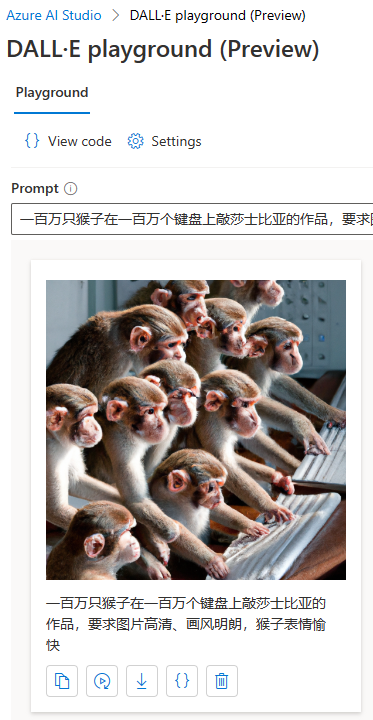 Azure AI Studio > DALL·E playground (Preview)
DALL·E playground (Preview)
Playground
{ } View code Settings
Prompt
一百万只猴子在一百万个键盘上敲莎士比亚的作品，要求
一百万只猴子在一百万个键盘上敲莎士比亚的
作品，要求图片高清、画风明朗，猴子表情愉
快